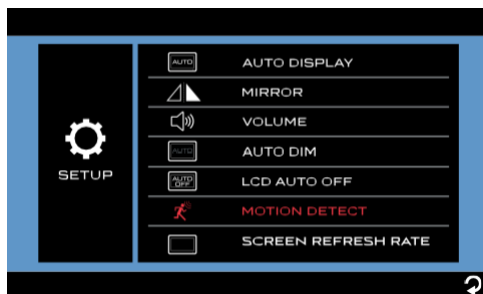 AUTO
AUTO DISPLAY
MIRROR
VOLUME
AUTO
AUTO DIM
SETUP
AUTO
OFF
LCD AUTO OFF
MOTION DETECT
SCREEN REFRESH RATE